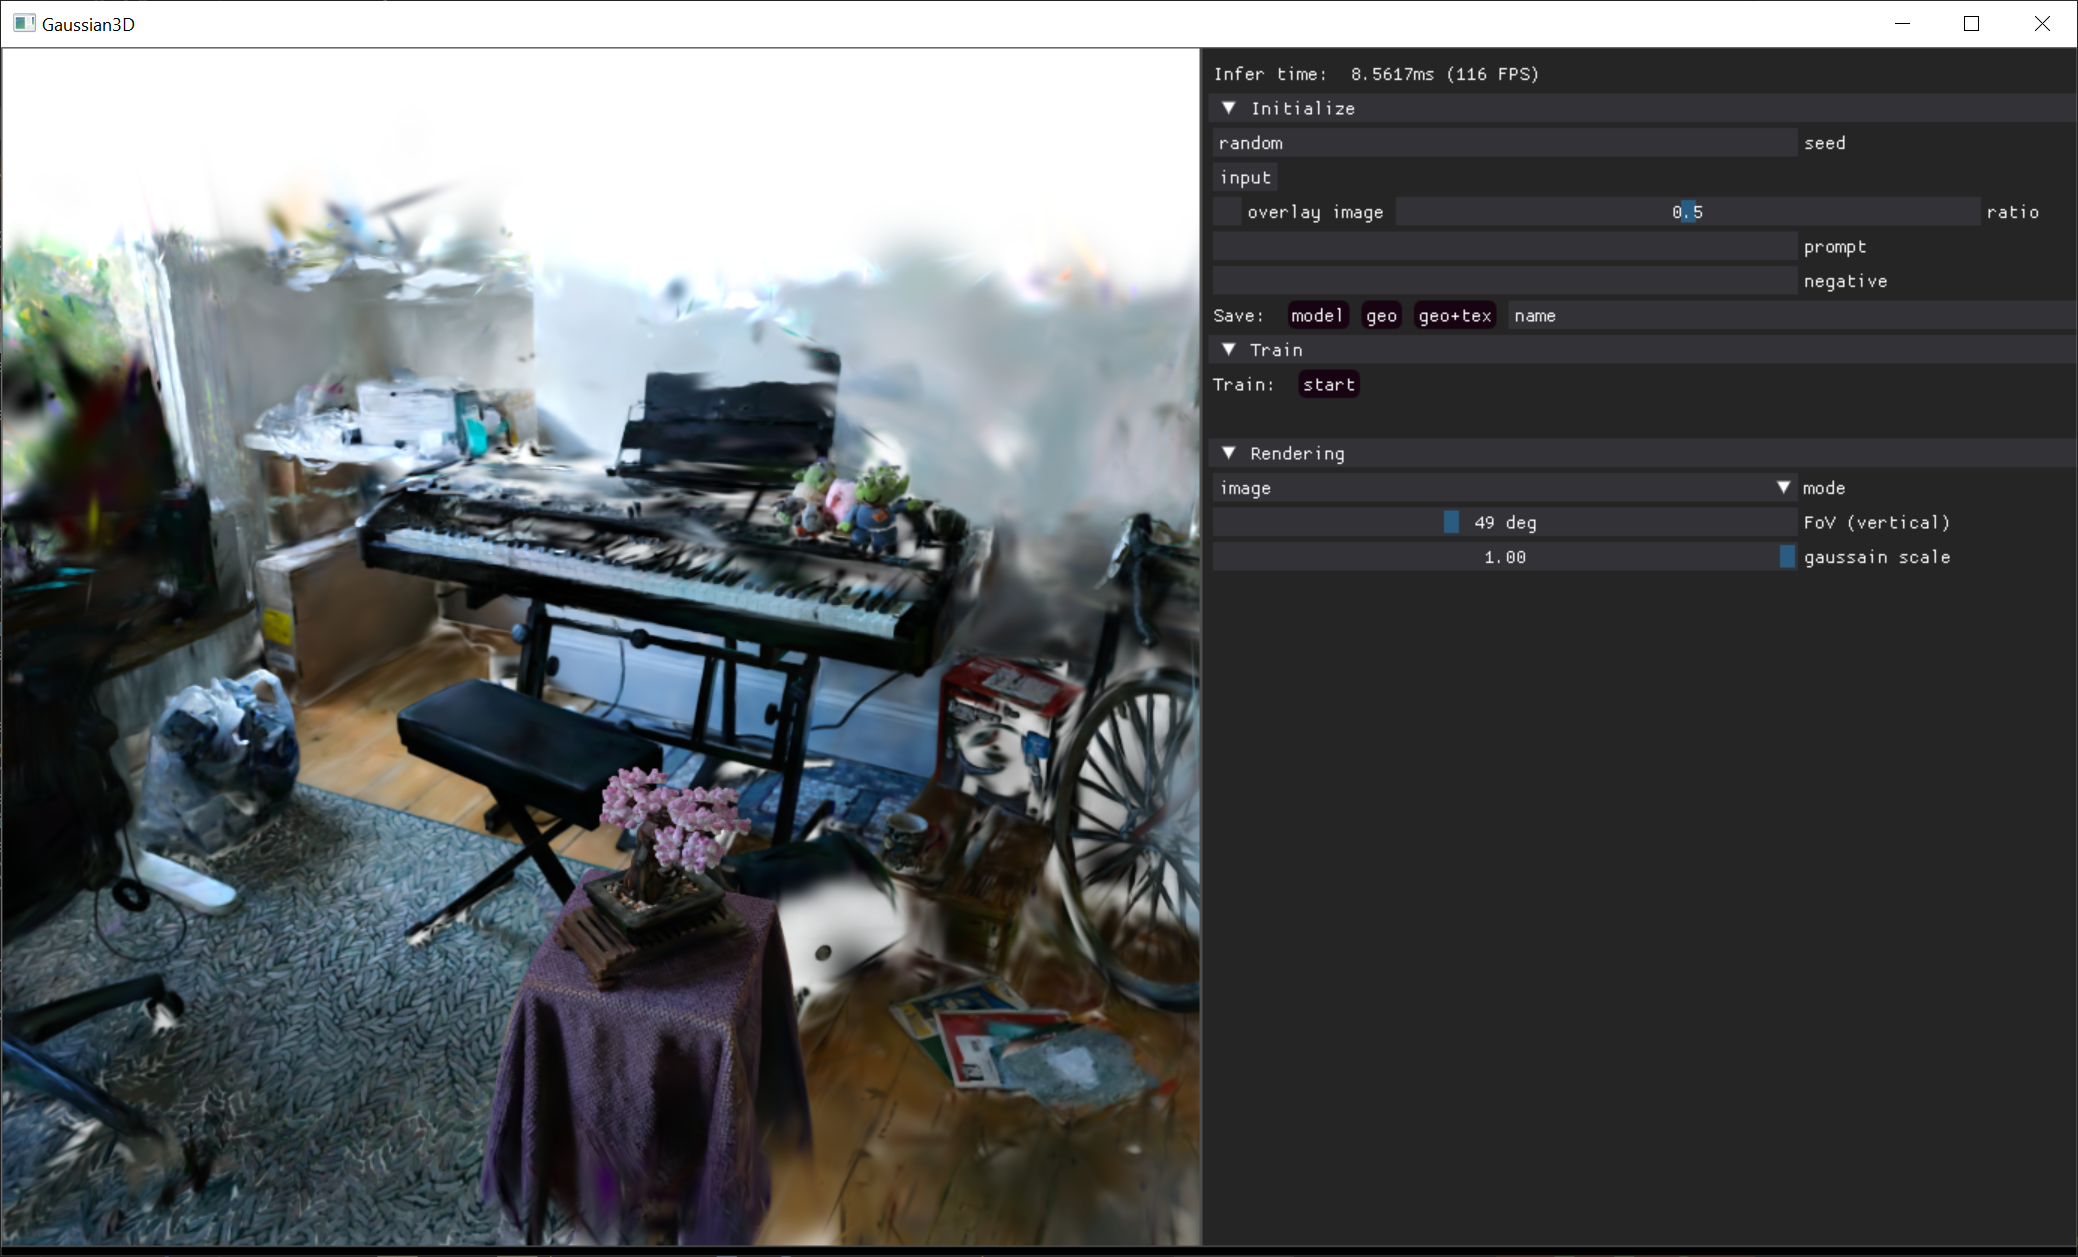 Gaussian3D
Infer time: 8.5617ms (116 FPS)
Initialize
random seed
input
overlay image 0.5 ratio
prompt
negative
Save: model geo geo+tex name
Train
Train: start
Rendering
image mode
49 deg FoV (vertical)
1.00 gaussain scale